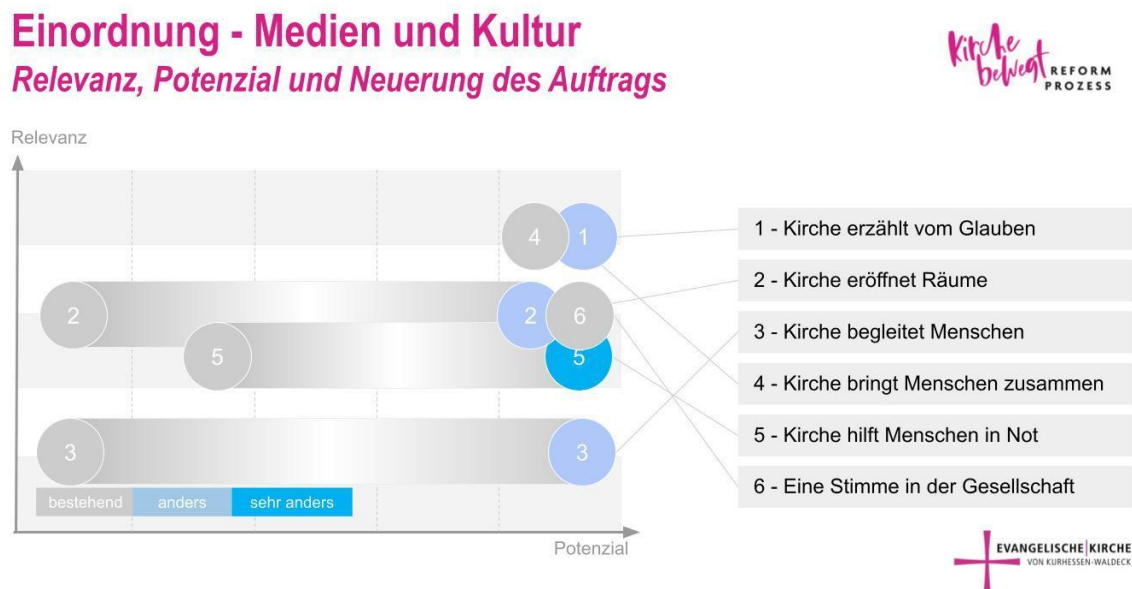 Einordnung - Medien und Kultur
Relevanz, Potenzial und Neuerung des Auftrags
Kirche
bewegt
REFORM
PROZESS
Relevanz
4
1
2
2
6
5
5
3
3
bestehend
anders
sehr anders
Potenzial
1 - Kirche erzählt vom Glauben
2 - Kirche eröffnet Räume
3 - Kirche begleitet Menschen
4 - Kirche bringt Menschen zusammen
5 - Kirche hilft Menschen in Not
6 - Eine Stimme in der Gesellschaft
EVANGELISCHE KIRCHE
VON KURHESSEN-WALDECK